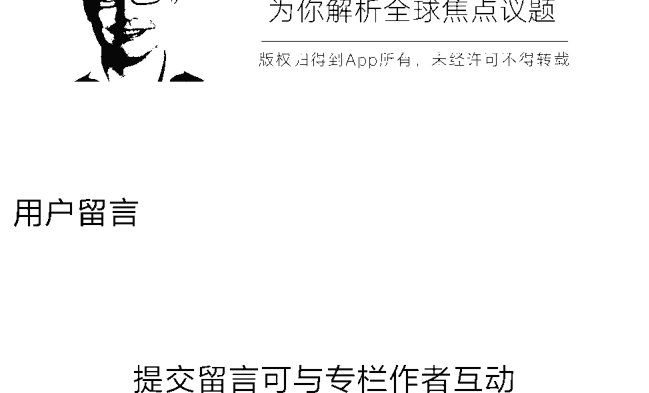 为你解析全球焦点议题
版权归得到App所有，未经许可不得转载
用户留言
提交留言可与专栏作者互动